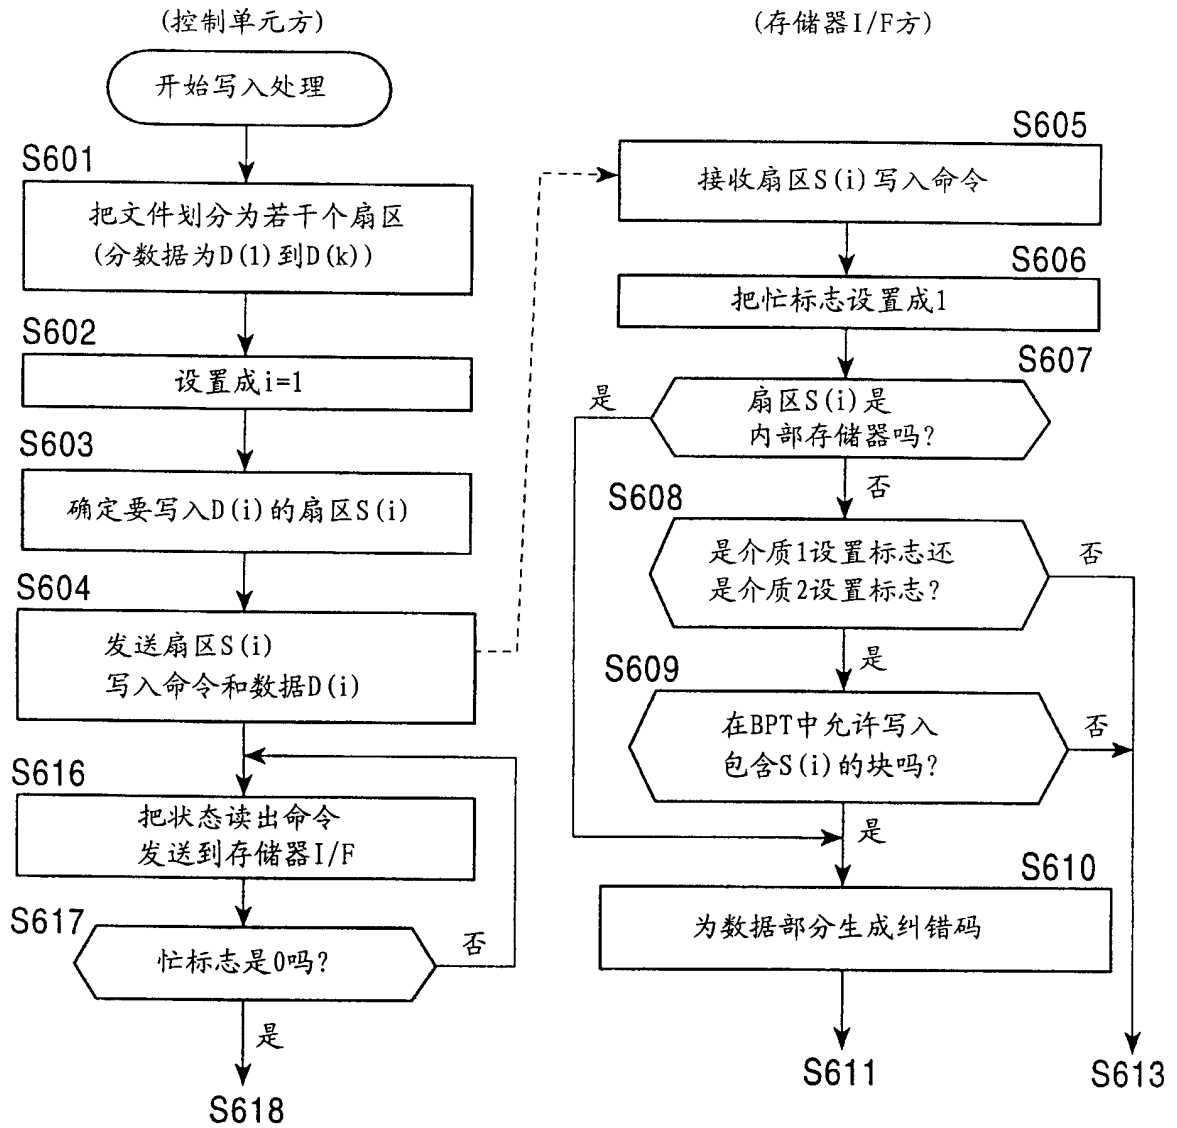 (控制单元方)
开始写入处理
S601
把文件划分为若干个扇区
(分数据为D(1)到D(k))
S602
设置成i=1
S603
确定要写入D(i)的扇区S(i)
S604
发送扇区S(i)
写入命令和数据D(i)
S616
把状态读出命令
发送到存储器I/F
S617
忙标志是0吗?
否
是
S618
(存储器I/F方)
S605
接收扇区S(i)写入命令
S606
把忙标志设置成1
S607
扇区S(i)是
内部存储器吗?
是
否
S608
是介质1设置标志还
是介质2设置标志?
否
是
S609
在BPT中允许写入
包含S(i)的块吗?
否
是
S610
为数据部分生成纠错码
S611
S613